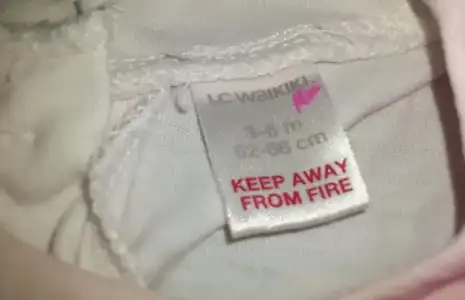 LC WAIKIKI
3-6 m
62-68 cm
KEEP AWAY
FROM FIRE